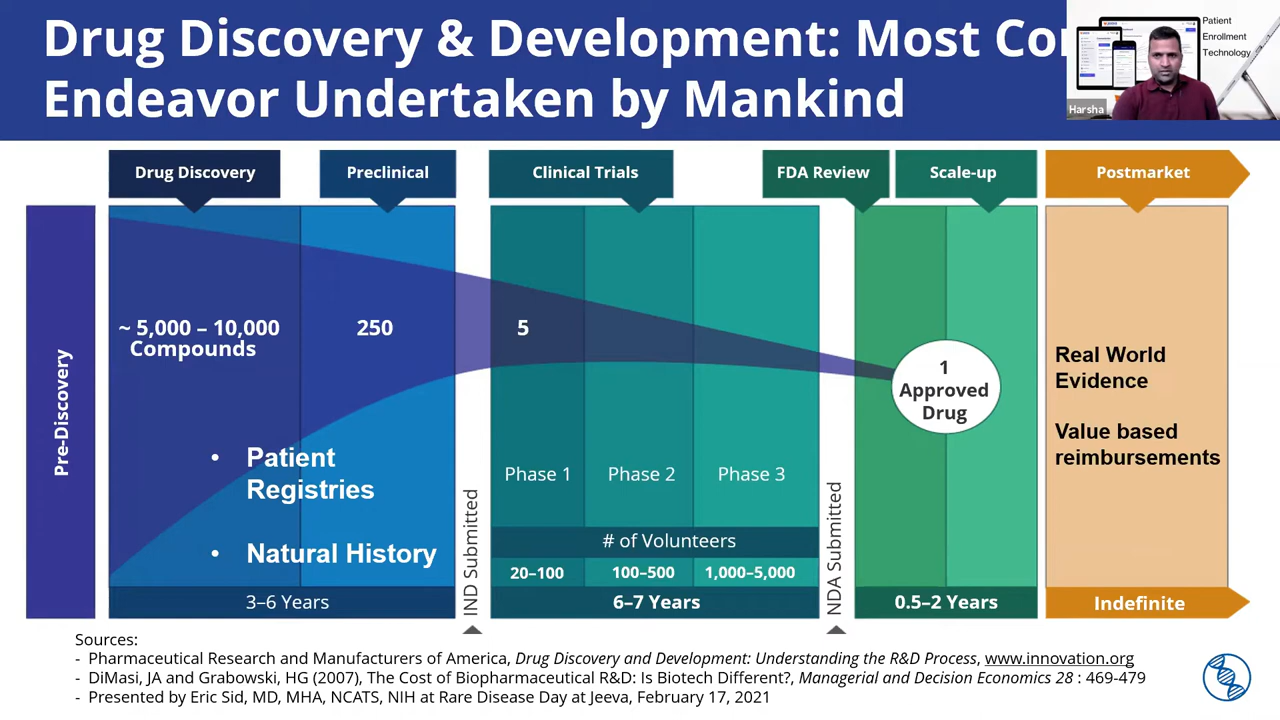 Drug Discovery & Development: Most Co
Endeavor Undertaken by Mankind
Patient
Enrollment
Technology
Harsha
Drug Discovery
Preclinical
Clinical Trials
FDA Review
Scale-up
Postmarket
Pre-Discovery
~ 5,000 – 10,000
Compounds
250
5
1
Approved
Drug
Real World
Evidence
Value based
reimbursements
• Patient
Registries
• Natural History
IND Submitted
Phase 1
Phase 2
Phase 3
# of Volunteers
20–100
100–500
1,000–5,000
NDA Submitted
3–6 Years
6–7 Years
0.5–2 Years
Indefinite
Sources:
- Pharmaceutical Research and Manufacturers of America, Drug Discovery and Development: Understanding the R&D Process, www.innovation.org
- DiMasi, JA and Grabowski, HG (2007), The Cost of Biopharmaceutical R&D: Is Biotech Different?, Managerial and Decision Economics 28 : 469-479
- Presented by Eric Sid, MD, MHA, NCATS, NIH at Rare Disease Day at Jeeva, February 17, 2021